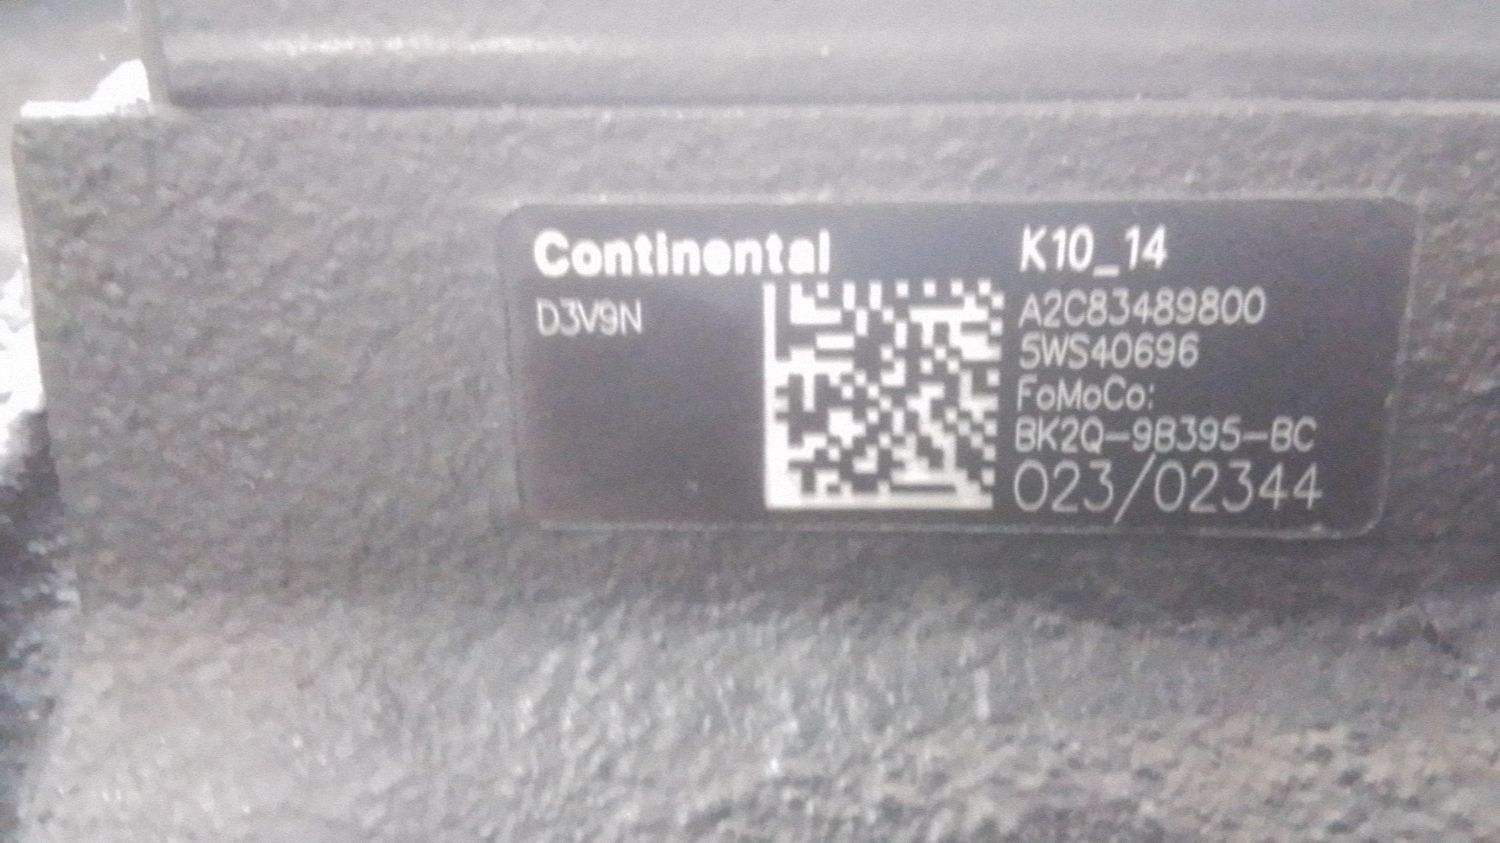 Continental
D3V9N
K10_14
A2C83489800
5WS40696
FoMoCo:
BK2Q-9B395-BC
023/02344